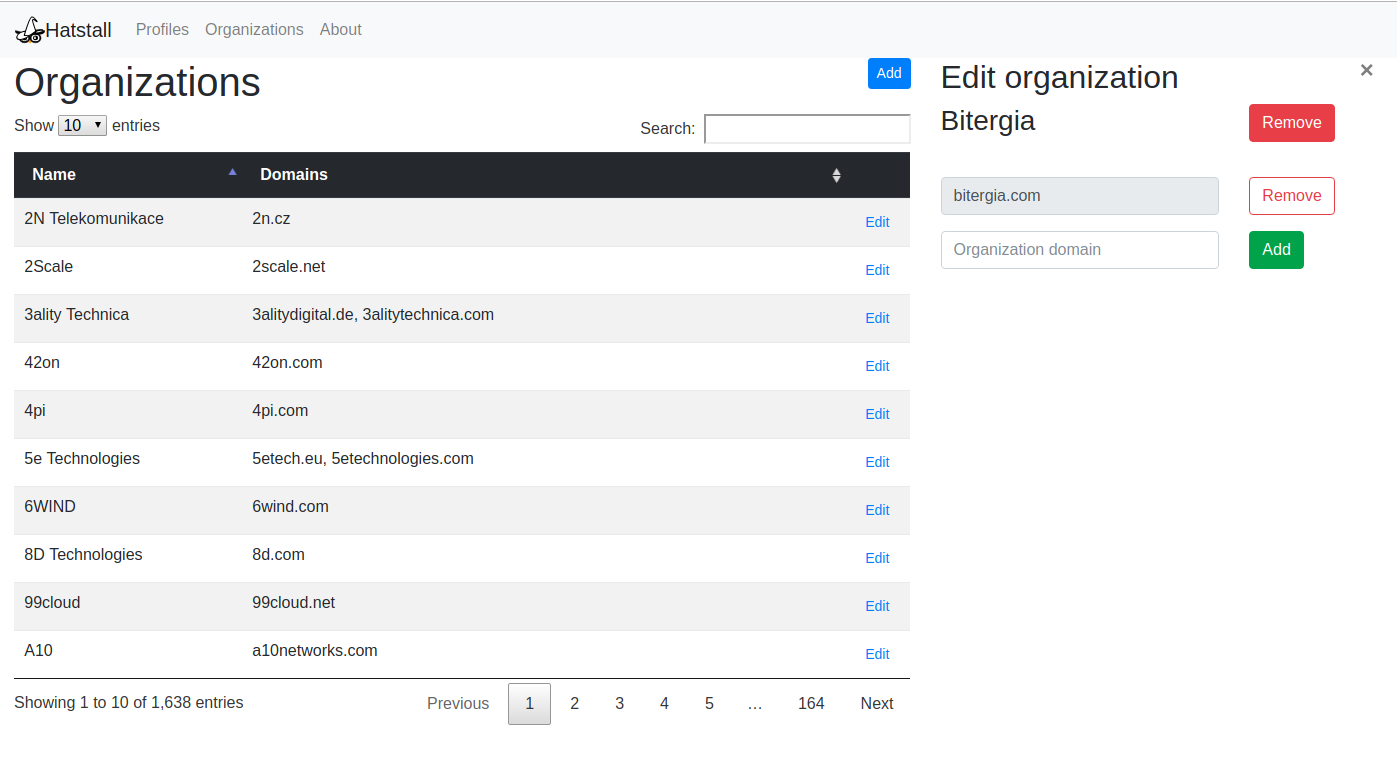 Hatstall Profiles Organizations About
Organizations Add
Show 10 entries
Search:
Name Domains
2N Telekomunikace 2n.cz Edit
2Scale 2scale.net Edit
3ality Technica 3alitydigital.de, 3alitytechnica.com Edit
42on 42on.com Edit
4pi 4pi.com Edit
5e Technologies 5etech.eu, 5etechnologies.com Edit
6WIND 6wind.com Edit
8D Technologies 8d.com Edit
99cloud 99cloud.net Edit
A10 a10networks.com Edit
Showing 1 to 10 of 1,638 entries
Previous 1 2 3 4 5 … 164 Next
Edit organization ×
Bitergia Remove
bitergia.com Remove
Organization domain Add